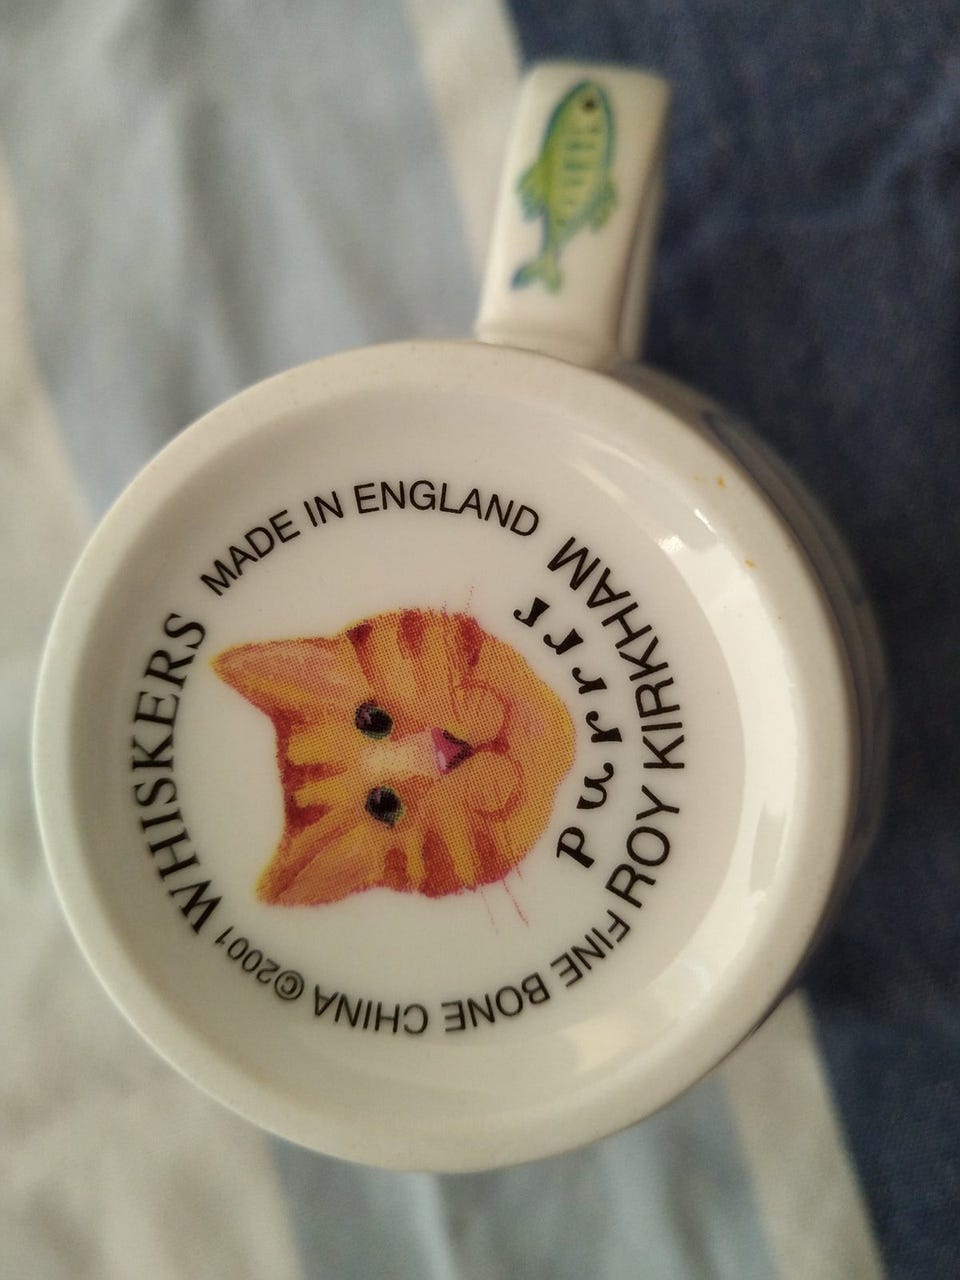 WHISKERS
MADE IN ENGLAND
purrrr
ROY KIRKHAM
FINE BONE CHINA ©2001